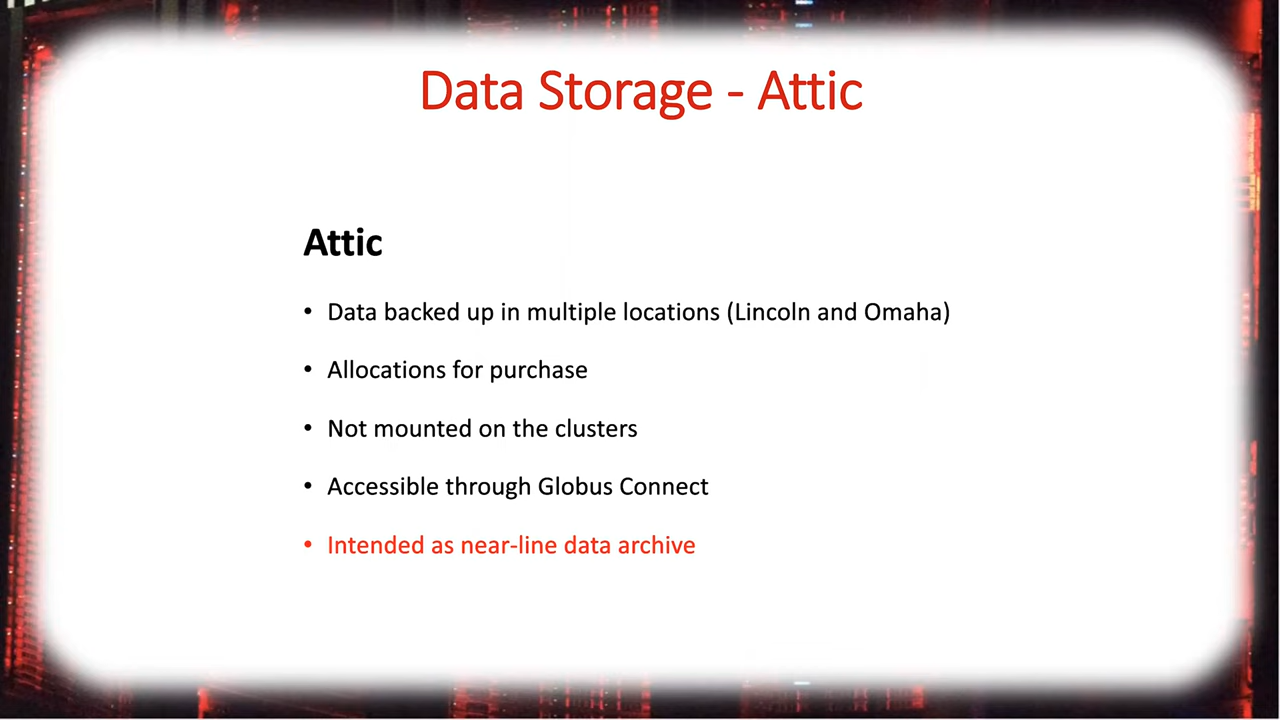 Data Storage - Attic
Attic
• Data backed up in multiple locations (Lincoln and Omaha)
• Allocations for purchase
• Not mounted on the clusters
• Accessible through Globus Connect
• Intended as near-line data archive